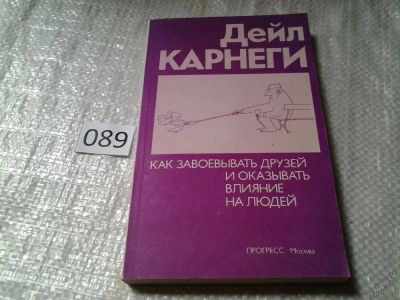 Дейл
КАРНЕГИ
089
КАК ЗАВОЕВЫВАТЬ ДРУЗЕЙ
И ОКАЗЫВАТЬ
ВЛИЯНИЕ
НА ЛЮДЕЙ
ПРОГРЕСС Москва